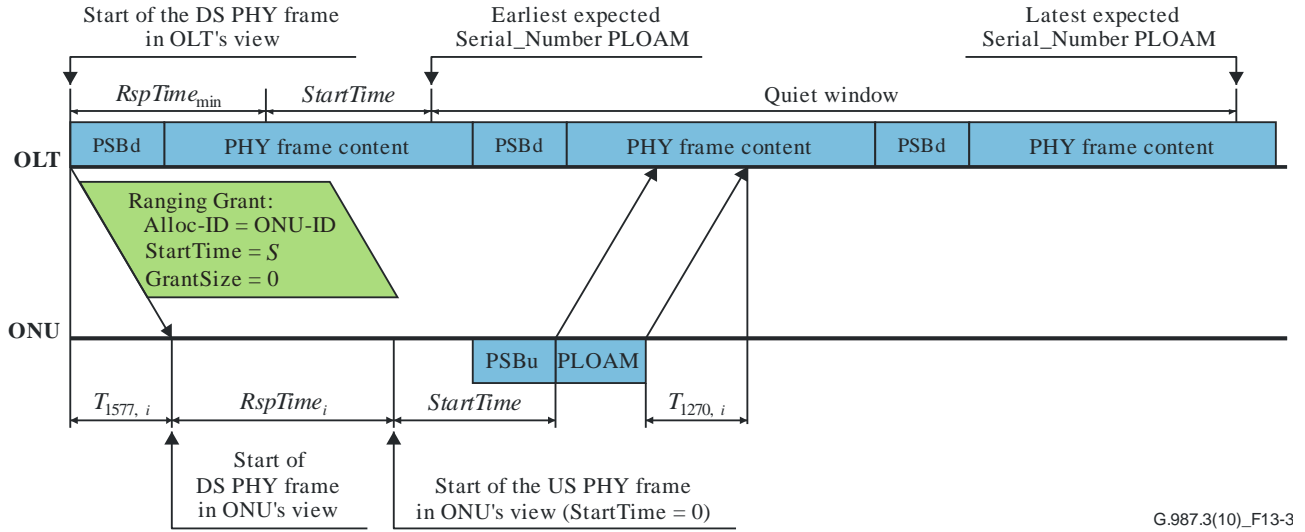 Start of the DS PHY frame
in OLT's view
Earliest expected
Serial_Number PLOAM
Latest expected
Serial_Number PLOAM
RspTimemin
StartTime
Quiet window
OLT
PSBd
PHY frame content
PSBd
PHY frame content
PSBd
PHY frame content
Ranging Grant:
Alloc-ID = ONU-ID
StartTime = S
GrantSize = 0
ONU
PSBu
PLOAM
T1577, i
RspTimei
StartTime
T1270, i
Start of
DS PHY frame
in ONU's view
Start of the US PHY frame
in ONU's view (StartTime = 0)
G.987.3(10)_F13-3